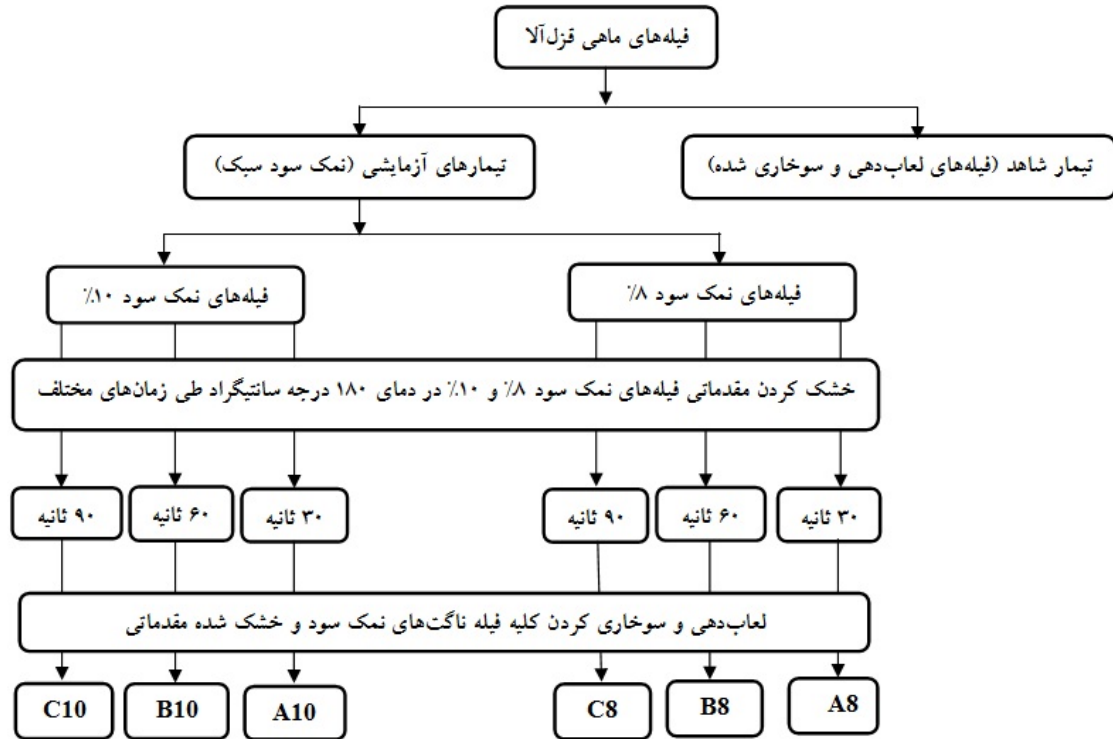 فیله‌های ماهی قزل‌آلا
تیمار شاهد (فیله‌های لعاب‌دهی و سوخاری شده)
تیمارهای آزمایشی (نمک سود سبک)
فیله‌های نمک سود ۸٪
فیله‌های نمک سود ۱۰٪
خشک کردن مقدماتی فیله‌های نمک سود ۸٪ و ۱۰٪ در دمای ۱۸۰ درجه سانتیگراد طی زمان‌های مختلف
۳۰ ثانیه
۶۰ ثانیه
۹۰ ثانیه
۳۰ ثانیه
۶۰ ثانیه
۹۰ ثانیه
لعاب‌دهی و سوخاری کردن کلیه فیله ناگت‌های نمک سود و خشک شده مقدماتی
A8
B8
C8
A10
B10
C10